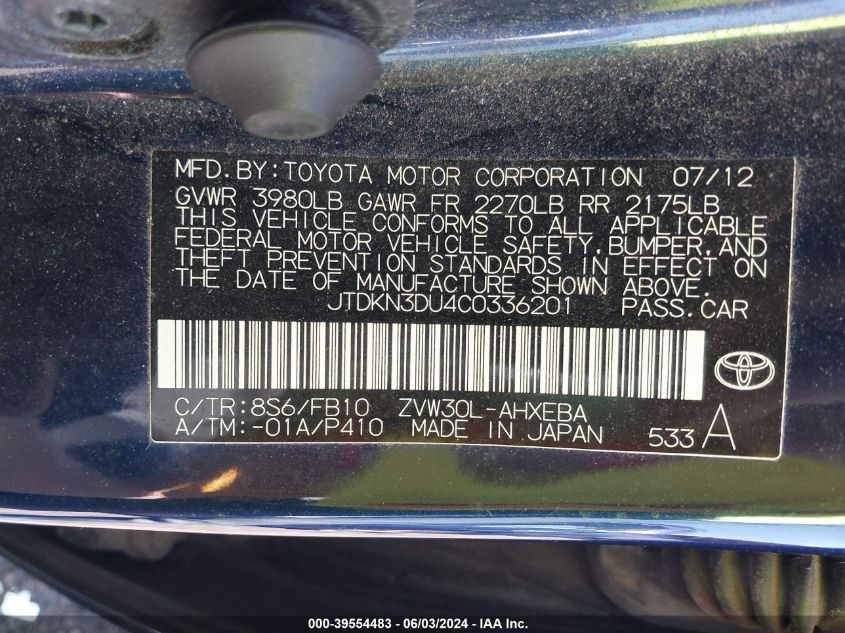 MFD.BY:TOYOTA MOTOR CORPORATION 07/12
GVWR 3980LB GAWR FR 2270LB RR 2175LB
THIS VEHICLE CONFORMS TO ALL APPLICABLE
FEDERAL MOTOR VEHICLE SAFETY,BUMPER,AND
THEFT PREVENTION STANDARDS IN EFFECT ON
THE DATE OF MANUFACTURE SHOWN ABOVE.
JTDKN3DU4C0336201 PASS.CAR
C/TR:8S6/FB10 ZVW30L-AHXEBA
A/TM:-01A/P410 MADE IN JAPAN 533 A
000-39554483 - 06/03/2024 - IAA Inc.